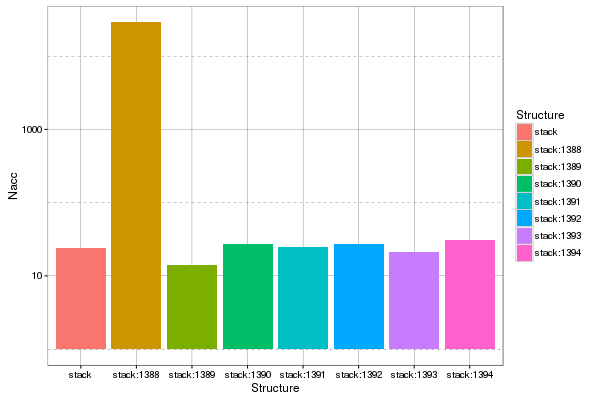 Nacc
1000
10
stack stack:1388 stack:1389 stack:1390 stack:1391 stack:1392 stack:1393 stack:1394
Structure
Structure
stack
stack:1388
stack:1389
stack:1390
stack:1391
stack:1392
stack:1393
stack:1394